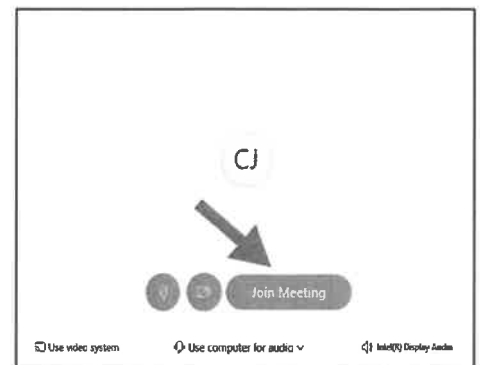 CJ
Join Meeting
Use video system
Use computer for audio
Intel(R) Display Audio